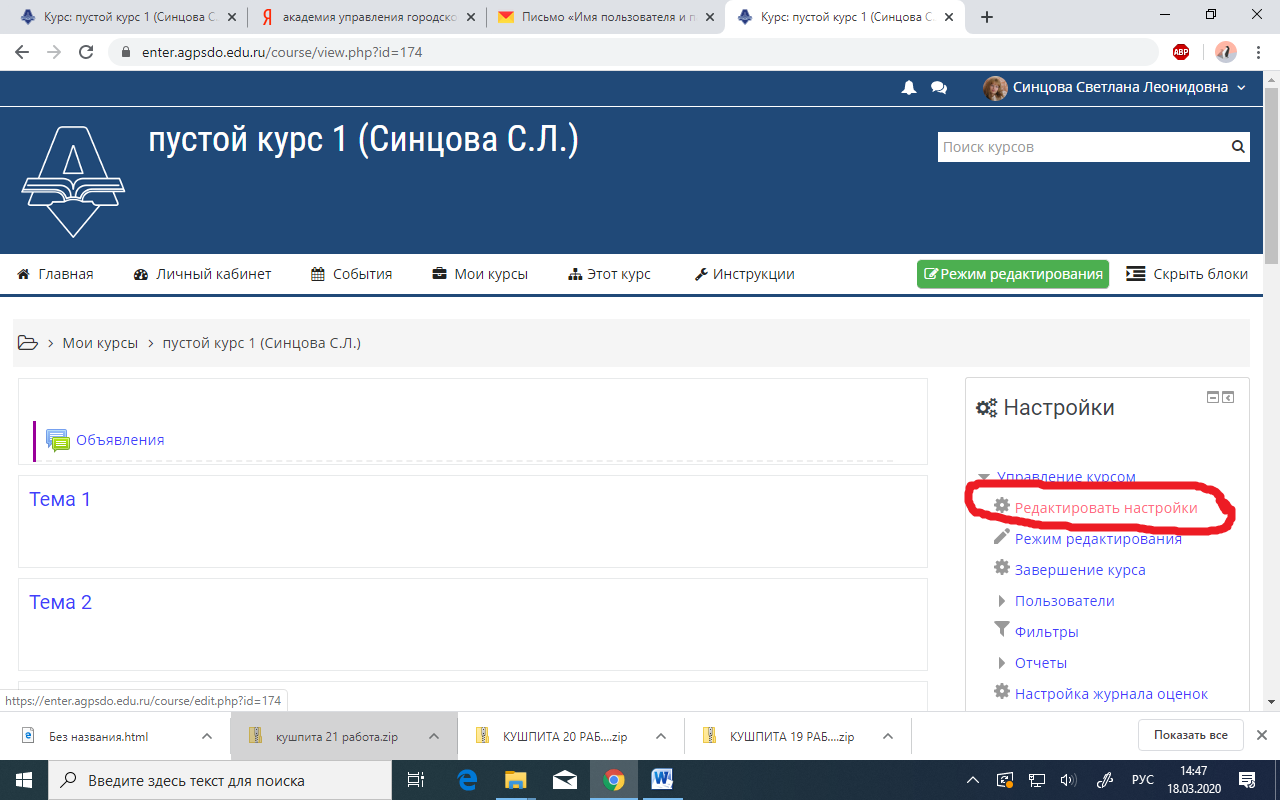 Курс: пустой курс 1 (Синцова С. академия управления городско Письмо «Имя пользователя и п Курс: пустой курс 1 (Синцова С.
enter.agpsdo.edu.ru/course/view.php?id=174
ABP
Синцова Светлана Леонидовна
пустой курс 1 (Синцова С.Л.)
Поиск курсов
Главная Личный кабинет События Мои курсы Этот курс Инструкции Режим редактирования Скрыть блоки
Мои курсы пустой курс 1 (Синцова С.Л.)
Объявления
Тема 1
Тема 2
Настройки
Управление курсом
Редактировать настройки
Режим редактирования
Завершение курса
Пользователи
Фильтры
Отчеты
Настройка журнала оценок
https://enter.agpsdo.edu.ru/course/edit.php?id=174
Без названия.html кушпита 21 работа.zip КУШПИТА 20 РАБ....zip КУШПИТА 19 РАБ....zip Показать все
Введите здесь текст для поиска
РУС
14:47
18.03.2020